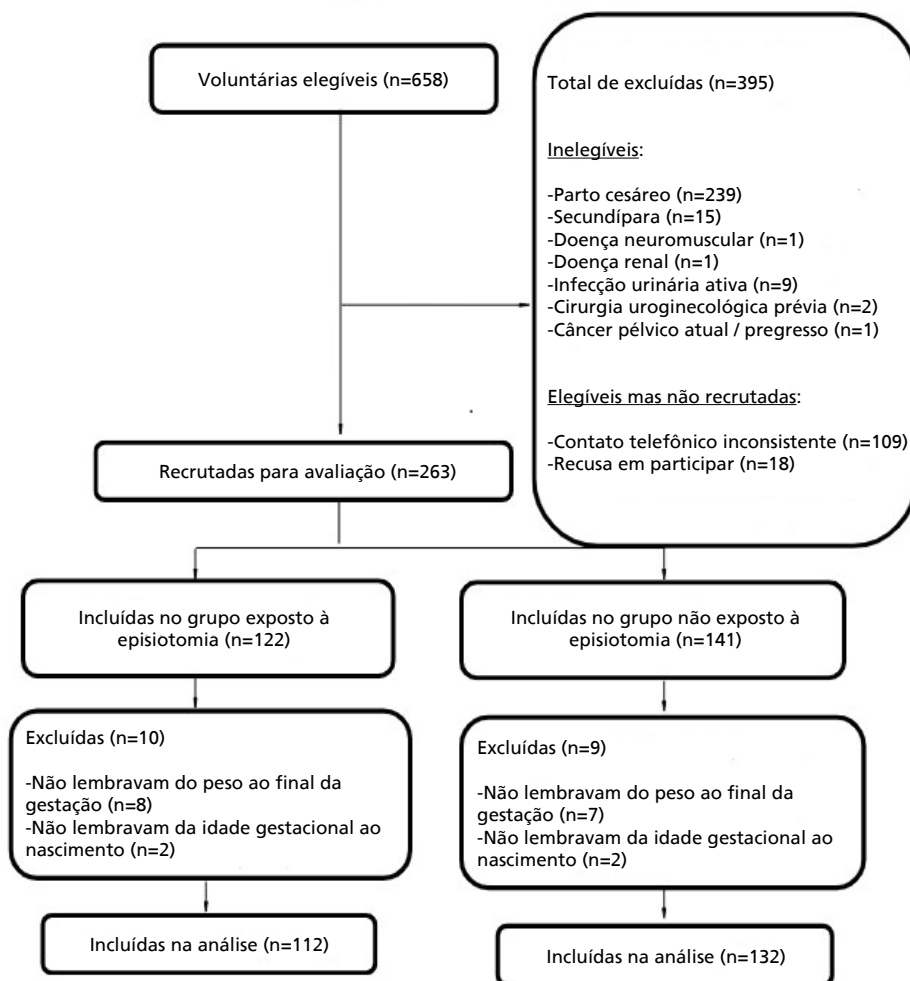 Voluntárias elegíveis (n=658)
Total de excluídas (n=395)
Inelegíveis:
-Parto cesáreo (n=239)
-Secundípara (n=15)
-Doença neuromuscular (n=1)
-Doença renal (n=1)
-Infecção urinária ativa (n=9)
-Cirurgia uroginecológica prévia (n=2)
-Câncer pélvico atual / pregresso (n=1)
Elegíveis mas não recrutadas:
-Contato telefônico inconsistente (n=109)
-Recusa em participar (n=18)
Recrutadas para avaliação (n=263)
Incluídas no grupo exposto à
episiotomia (n=122)
Incluídas no grupo não exposto à
episiotomia (n=141)
Excluídas (n=10)
-Não lembravam do peso ao final da
gestação (n=8)
-Não lembravam da idade gestacional ao
nascimento (n=2)
Excluídas (n=9)
-Não lembravam do peso ao final da
gestação (n=7)
-Não lembravam da idade gestacional ao
nascimento (n=2)
Incluídas na análise (n=112)
Incluídas na análise (n=132)